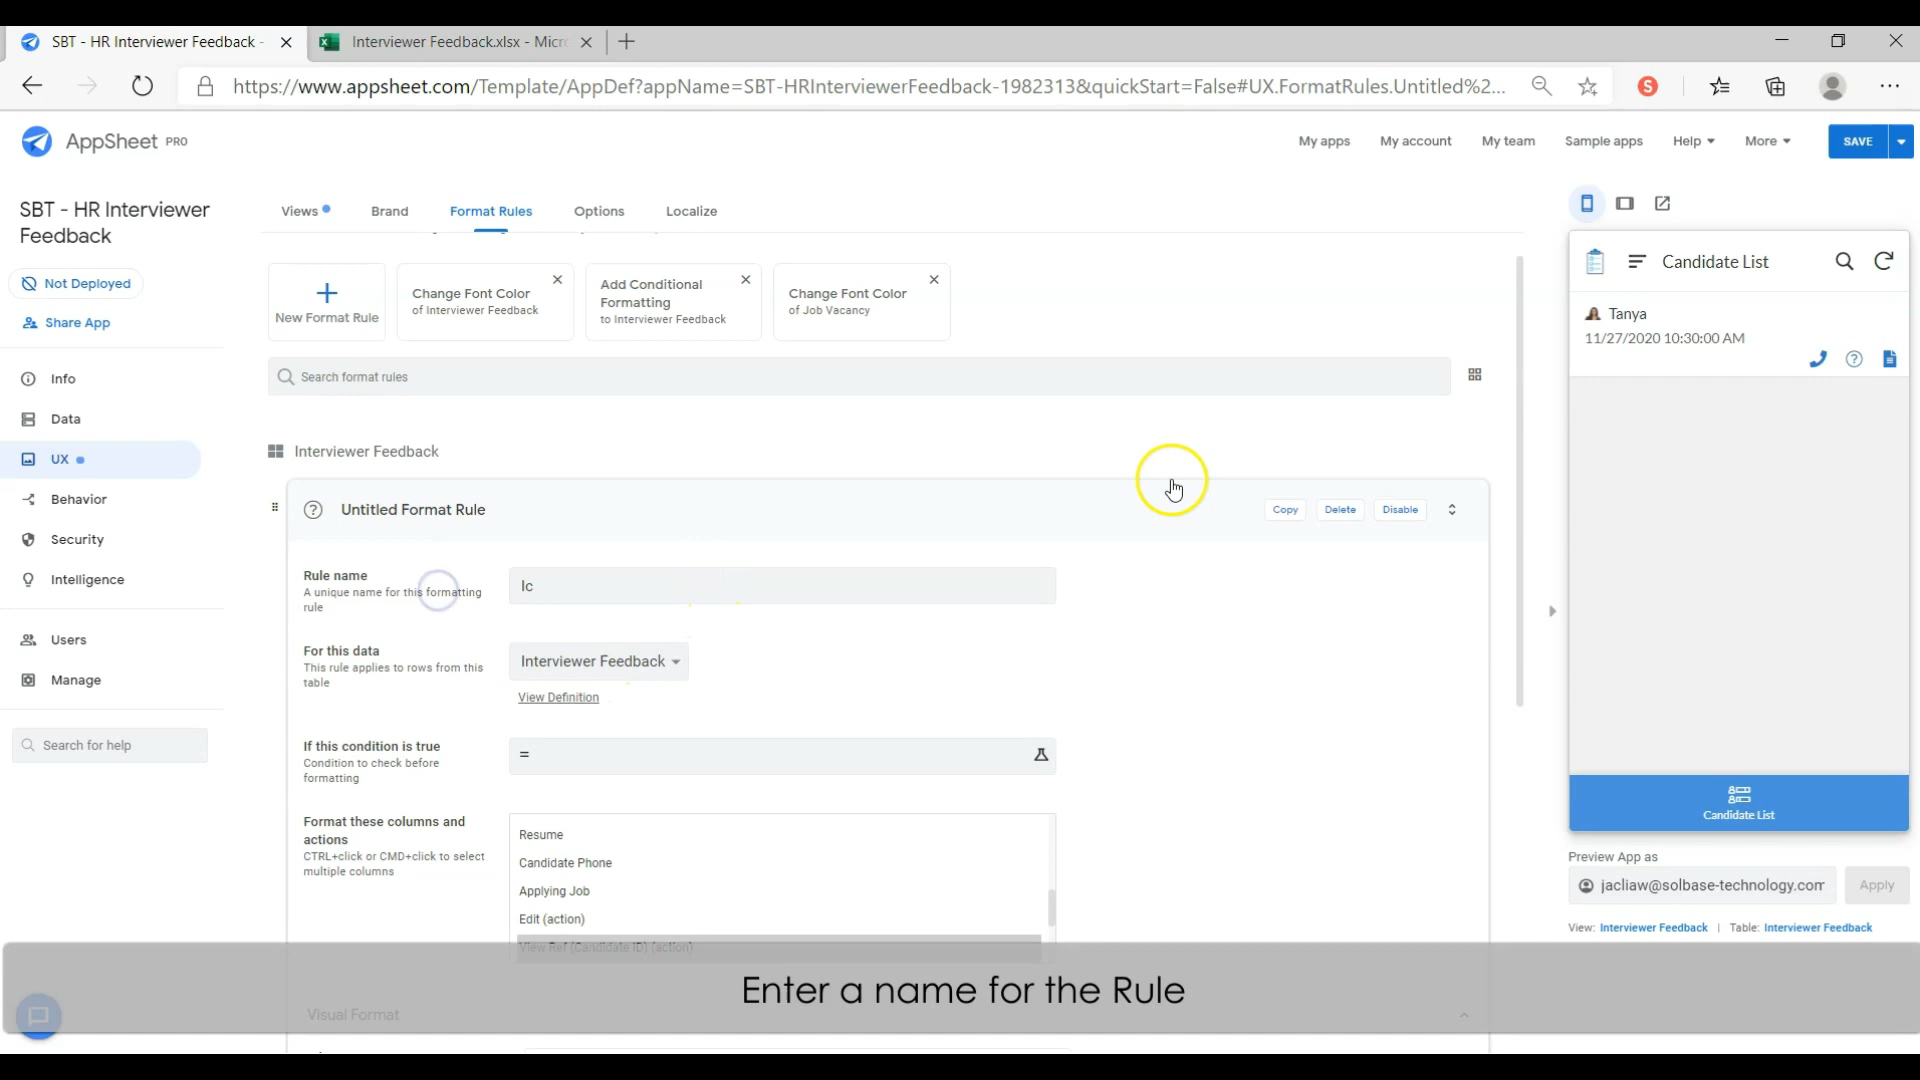 SBT - HR Interviewer Feedback -
Interviewer Feedback.xlsx - Micr
https://www.appsheet.com/Template/AppDef?appName=SBT-HRInterviewerFeedback-1982313&quickStart=False#UX.FormatRules.Untitled%2...
AppSheet PRO
My apps
My account
My team
Sample apps
Help
More
SAVE
SBT - HR Interviewer
Feedback
Not Deployed
Share App
Info
Data
UX
Behavior
Security
Intelligence
Users
Manage
Search for help
Views
Brand
Format Rules
Options
Localize
New Format Rule
Change Font Color
of Interviewer Feedback
Add Conditional
Formatting
to Interviewer Feedback
Change Font Color
of Job Vacancy
Search format rules
Interviewer Feedback
Untitled Format Rule
Copy
Delete
Disable
Rule name
A unique name for this formatting
rule
Ic
For this data
This rule applies to rows from this
table
Interviewer Feedback
View Definition
If this condition is true
Condition to check before
formatting
=
Format these columns and
actions
CTRL+click or CMD+click to select
multiple columns
Resume
Candidate Phone
Applying Job
Edit (action)
View Ref (Candidate ID) (action)
Visual Format
Candidate List
Tanya
11/27/2020 10:30:00 AM
Candidate List
Preview App as
jacliaw@solbase-technology.com
Apply
View: Interviewer Feedback | Table: Interviewer Feedback
Enter a name for the Rule